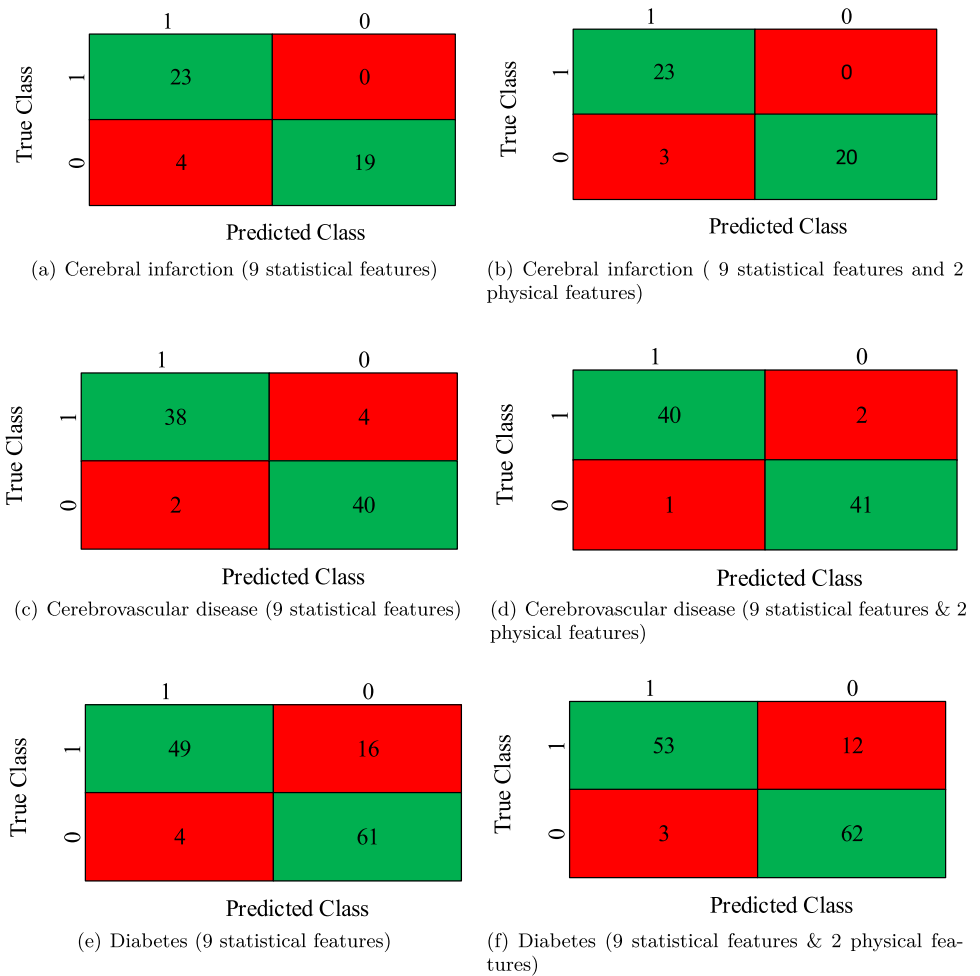 1 0
True Class
1
23 0
0
4 19
Predicted Class
(a) Cerebral infarction (9 statistical features)
1 0
True Class
1
23 0
0
3 20
Predicted Class
(b) Cerebral infarction ( 9 statistical features and 2
physical features)
1 0
True Class
1
38 4
0
2 40
Predicted Class
(c) Cerebrovascular disease (9 statistical features)
1 0
True Class
1
40 2
0
1 41
Predicted Class
(d) Cerebrovascular disease (9 statistical features & 2
physical features)
1 0
True Class
1
49 16
0
4 61
Predicted Class
(e) Diabetes (9 statistical features)
1 0
True Class
1
53 12
0
3 62
Predicted Class
(f) Diabetes (9 statistical features & 2 physical fea-
tures)